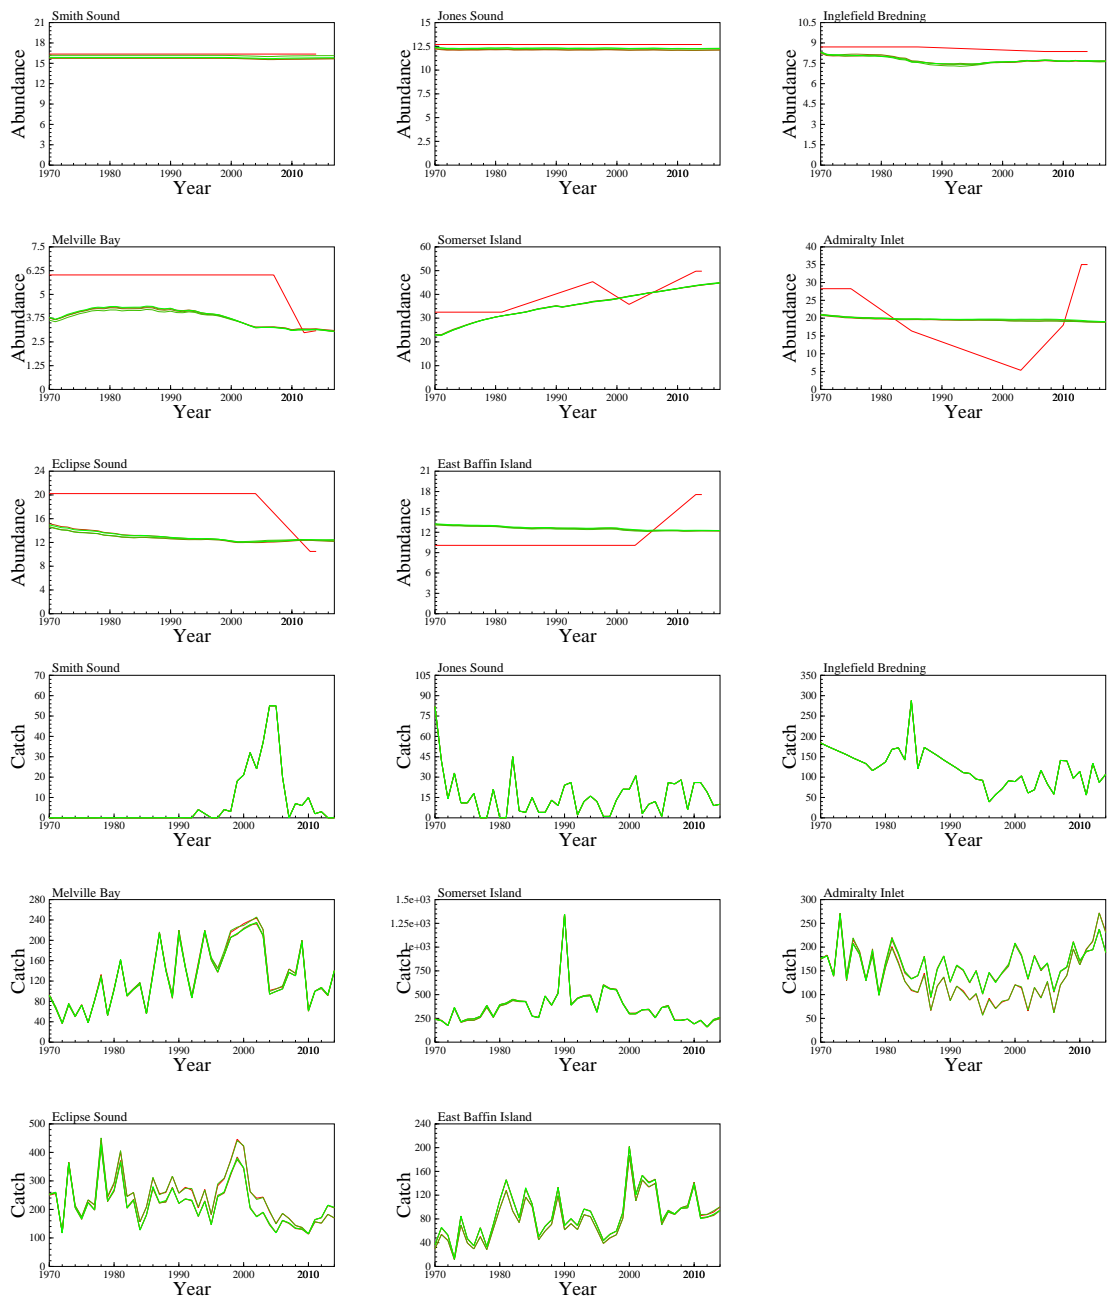 Smith Sound
21
18
15
12
9
6
3
0
Abundance
1970 1980 1990 2000 2010
Year
Jones Sound
15
12.5
10
7.5
5
2.5
0
Abundance
1970 1980 1990 2000 2010
Year
Inglefield Bredning
10.5
9
7.5
6
4.5
3
1.5
0
Abundance
1970 1980 1990 2000 2010
Year
Melville Bay
7.5
6.25
5
3.75
2.5
1.25
0
Abundance
1970 1980 1990 2000 2010
Year
Somerset Island
60
50
40
30
20
10
0
Abundance
1970 1980 1990 2000 2010
Year
Admiralty Inlet
40
35
30
25
20
15
10
5
0
Abundance
1970 1980 1990 2000 2010
Year
Eclipse Sound
24
20
16
12
8
4
0
Abundance
1970 1980 1990 2000 2010
Year
East Baffin Island
21
18
15
12
9
6
3
0
Abundance
1970 1980 1990 2000 2010
Year
Smith Sound
70
60
50
40
30
20
10
0
Catch
1970 1980 1990 2000 2010
Year
Jones Sound
105
90
75
60
45
30
15
0
Catch
1970 1980 1990 2000 2010
Year
Inglefield Bredning
350
300
250
200
150
100
50
0
Catch
1970 1980 1990 2000 2010
Year
Melville Bay
280
240
200
160
120
80
40
0
Catch
1970 1980 1990 2000 2010
Year
Somerset Island
1.5e+03
1.25e+03
1e+03
750
500
250
0
Catch
1970 1980 1990 2000 2010
Year
Admiralty Inlet
300
250
200
150
100
50
0
Catch
1970 1980 1990 2000 2010
Year
Eclipse Sound
500
400
300
200
100
0
Catch
1970 1980 1990 2000 2010
Year
East Baffin Island
240
200
160
120
80
40
0
Catch
1970 1980 1990 2000 2010
Year